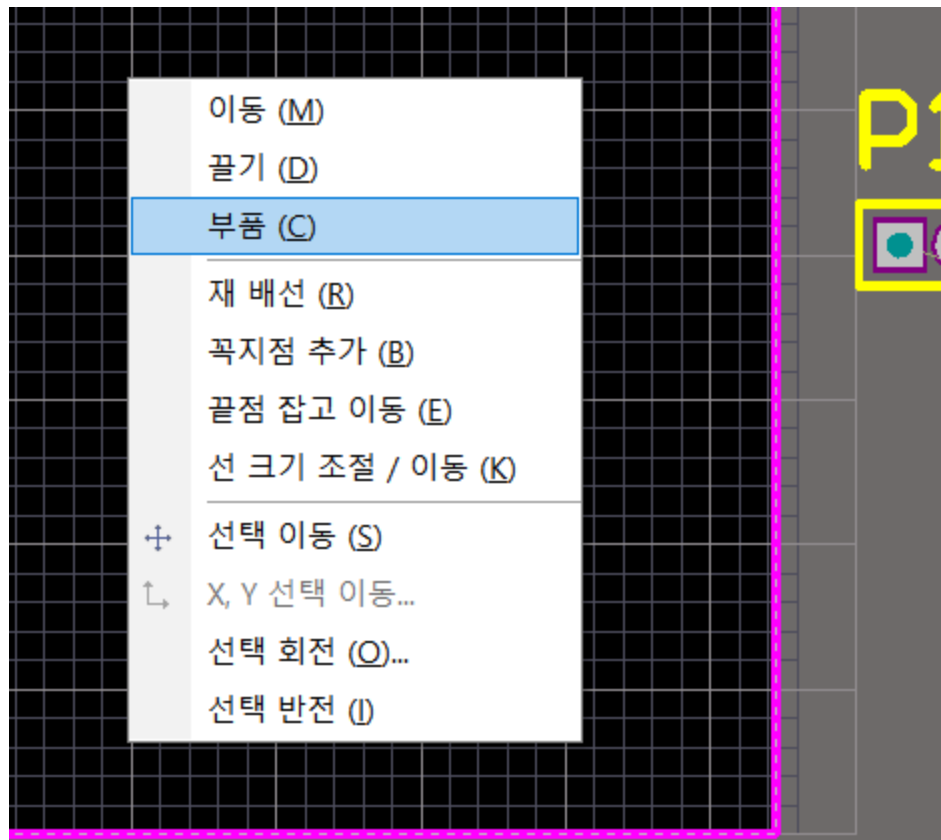 P1
이동 (M)
끌기 (D)
부품 (C)
재 배선 (R)
꼭지점 추가 (B)
끝점 잡고 이동 (E)
선 크기 조절 / 이동 (K)
선택 이동 (S)
X, Y 선택 이동...
선택 회전 (O)...
선택 반전 (I)